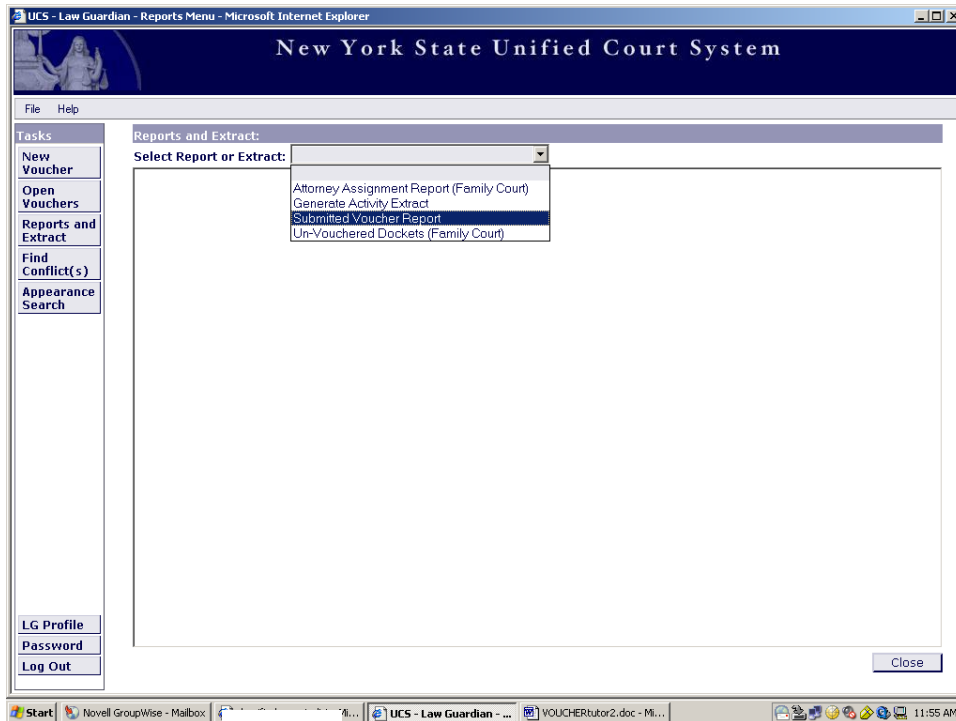 UCS - Law Guardian - Reports Menu - Microsoft Internet Explorer
New York State Unified Court System
File Help
Tasks
New
Voucher
Open
Vouchers
Reports and
Extract
Find
Conflict(s)
Appearance
Search
LG Profile
Password
Log Out
Reports and Extract:
Select Report or Extract:
Attorney Assignment Report (Family Court)
Generate Activity Extract
Submitted Voucher Report
Un-Vouchered Dockets (Family Court)
Close
Start Novell GroupWise - Mailbox UCS - Law Guardian - ... VOUCHERtutor2.doc - Mi... 11:55 AM